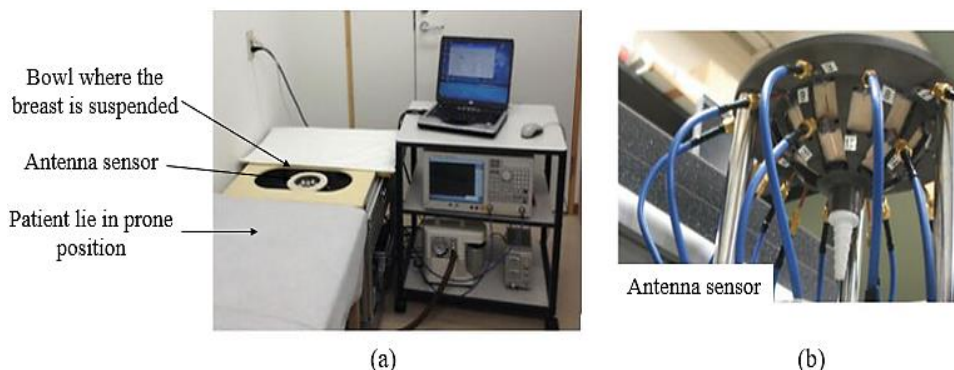 Bowl where the
breast is suspended
Antenna sensor
Patient lie in prone
position
Antenna sensor
(a)
(b)